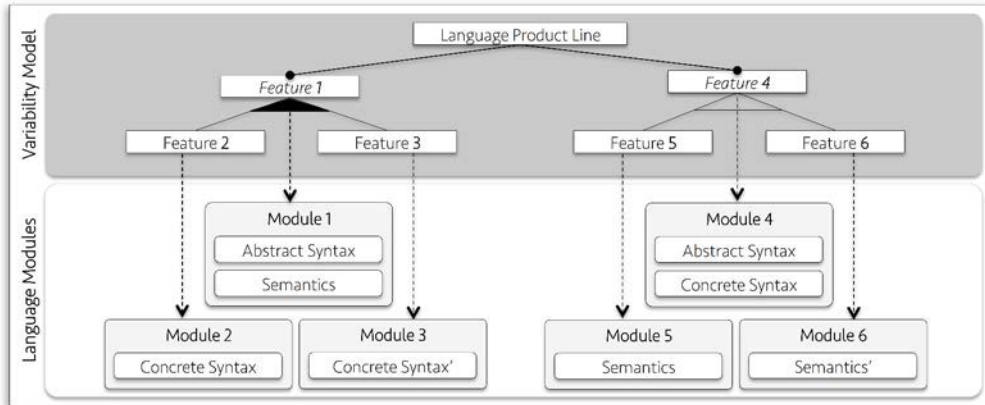 Variability Model
Language Product Line
Feature 1
Feature 4
Feature 2
Feature 3
Feature 5
Feature 6
Language Modules
Module 1
Abstract Syntax
Semantics
Module 4
Abstract Syntax
Concrete Syntax
Module 2
Concrete Syntax
Module 3
Concrete Syntax'
Module 5
Semantics
Module 6
Semantics'